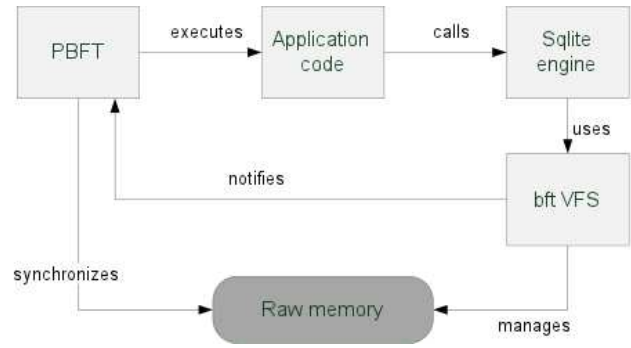 PBFT
executes
Application
code
calls
Sqlite
engine
uses
notifies
bft VFS
synchronizes
Raw memory
manages